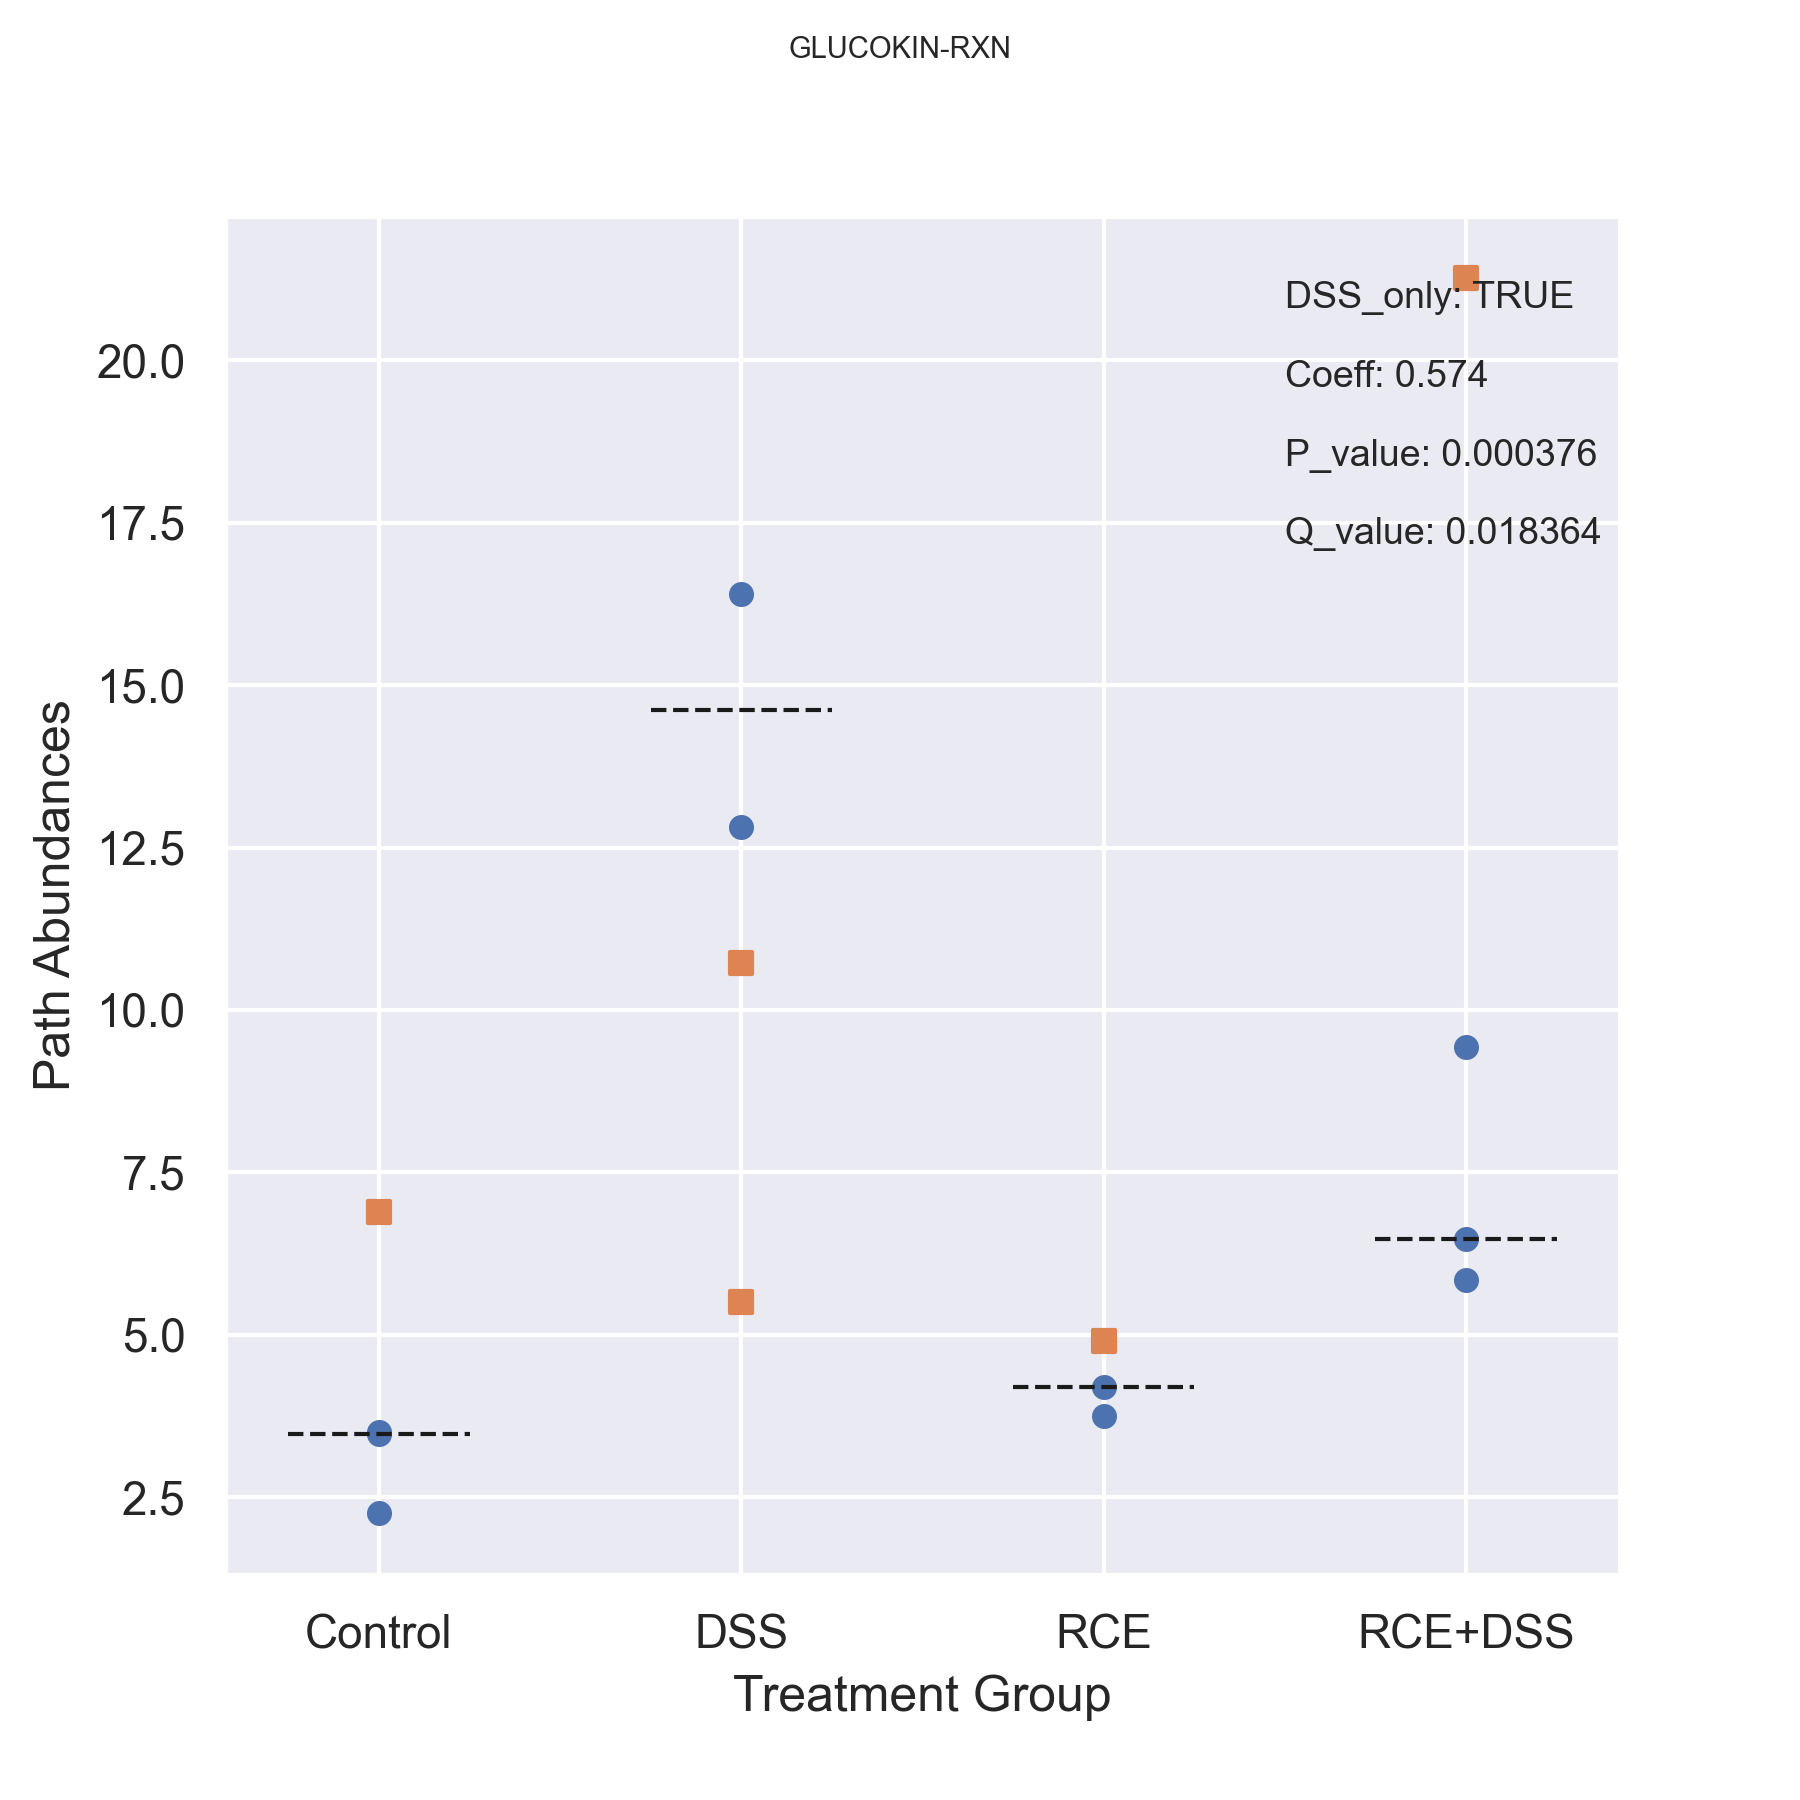 GLUCOKIN-RXN
DSS_only: TRUE
Coeff: 0.574
P_value: 0.000376
Q_value: 0.018364
20.0
17.5
15.0
12.5
10.0
7.5
5.0
2.5
Path Abundances
Control DSS RCE RCE+DSS
Treatment Group